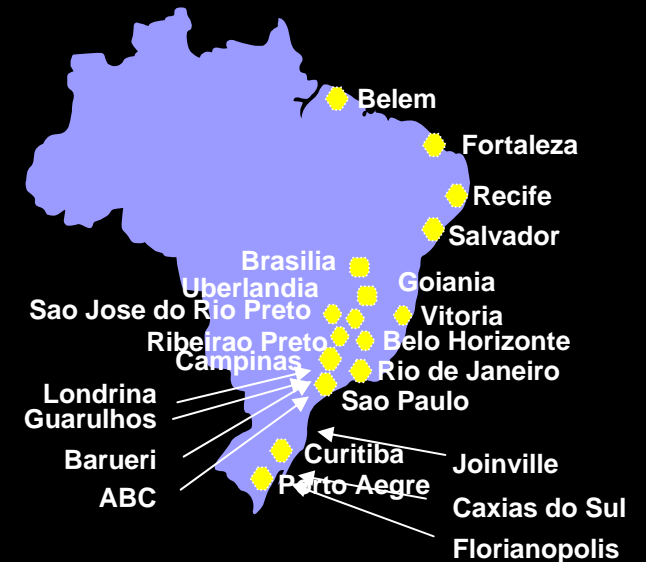 Belem
Fortaleza
Recife
Salvador
Brasilia
Goiania
Uberlandia
Sao Jose do Rio Preto
Vitoria
Ribeirao Preto
Belo Horizonte
Campinas
Rio de Janeiro
Londrina
Sao Paulo
Guarulhos
Barueri
Curitiba
Joinville
ABC
Porto Aegre
Caxias do Sul
Florianopolis